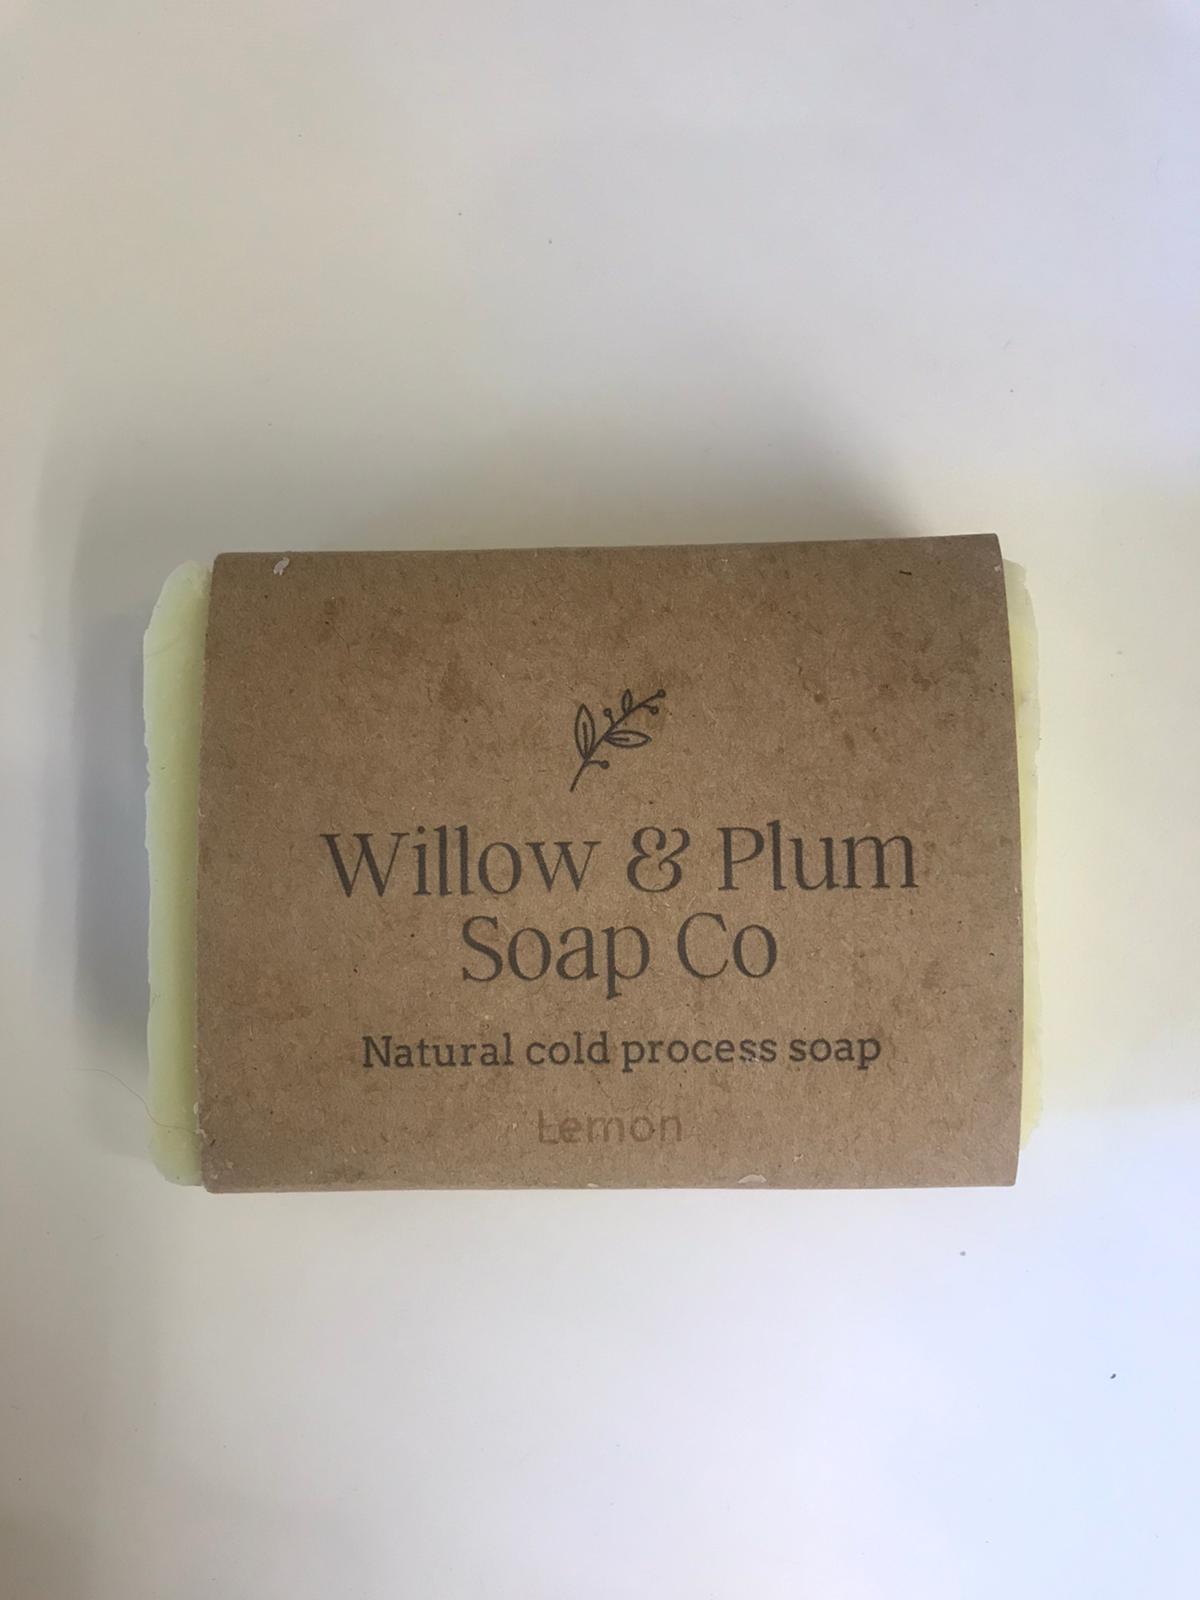 Willow & Plum
Soap Co
Natural cold process soap
Lemon